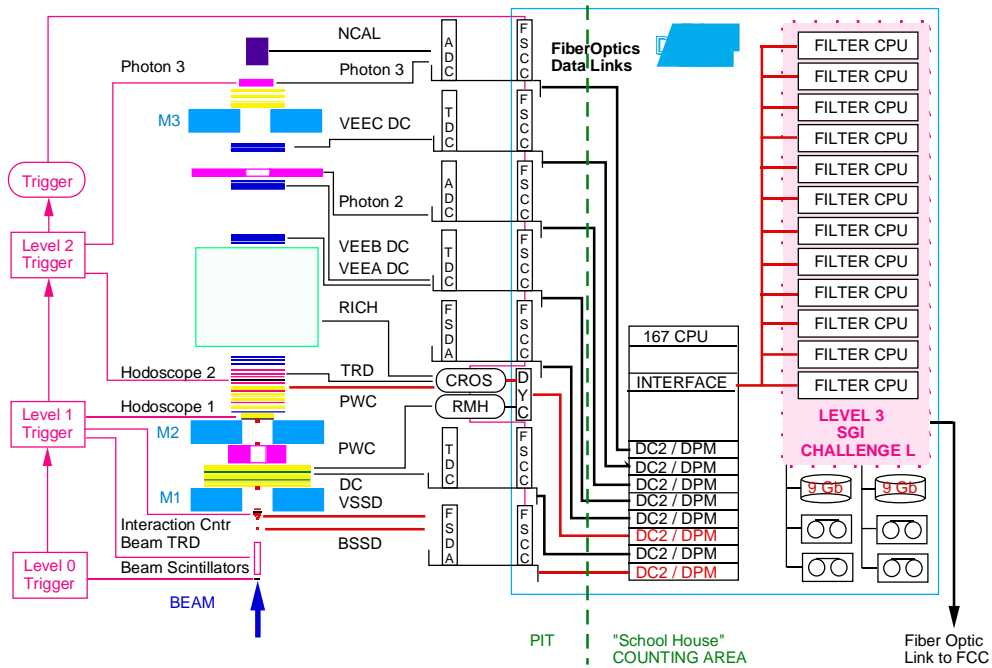 NCAL
Photon 3
Photon 3
M3
VEEC DC
Trigger
Photon 2
Level 2
Trigger
VEEB DC
VEEA DC
RICH
Hodoscope 2
TRD
PWC
Hodoscope 1
Level 1
Trigger
M2
PWC
DC
M1
VSSD
Interaction Cntr
Beam TRD
BSSD
Beam Scintillators
Level 0
Trigger
BEAM
ADC
FSCC
TDC
FSCC
ADC
FSCC
TDC
FSCC
FSDA
FSCC
CROS
RMH
DYC
TDC
FSCC
FSDA
FSCC
FiberOptics
Data Links
D
167 CPU
INTERFACE
DC2 / DPM
DC2 / DPM
DC2 / DPM
DC2 / DPM
DC2 / DPM
DC2 / DPM
DC2 / DPM
DC2 / DPM
FILTER CPU
FILTER CPU
FILTER CPU
FILTER CPU
FILTER CPU
FILTER CPU
FILTER CPU
FILTER CPU
FILTER CPU
FILTER CPU
FILTER CPU
FILTER CPU
LEVEL 3
SGI
CHALLENGE L
9 Gb
9 Gb
PIT
"School House"
COUNTING AREA
Fiber Optic
Link to FCC